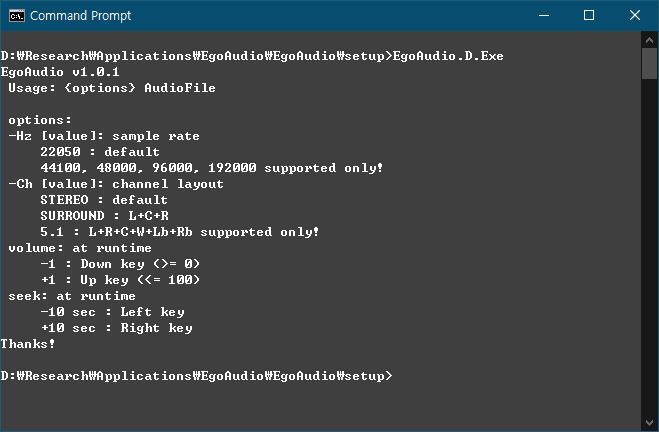 Command Prompt
D:₩Research₩Applications₩EgoAudio₩EgoAudio₩setup>EgoAudio.D.Exe
EgoAudio v1.0.1
Usage: {options} AudioFile
options:
-Hz [value]: sample rate
22050 : default
44100, 48000, 96000, 192000 supported only!
-Ch [value]: channel layout
STEREO : default
SURROUND : L+C+R
5.1 : L+R+C+W+Lb+Rb supported only!
volume: at runtime
-1 : Down key (>= 0)
+1 : Up key (<= 100)
seek: at runtime
-10 sec : Left key
+10 sec : Right key
Thanks!
D:₩Research₩Applications₩EgoAudio₩EgoAudio₩setup>